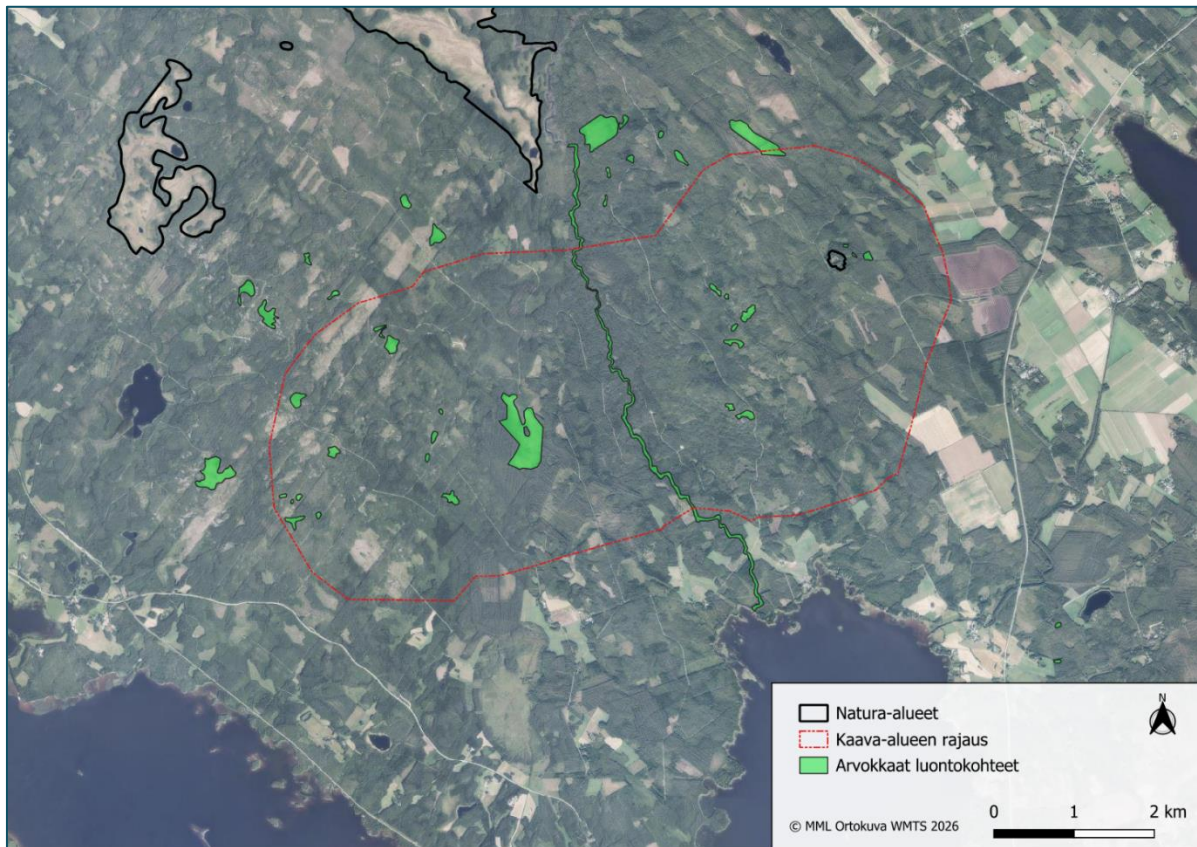 N
Natura-alueet
Kaava-alueen rajaus
Arvokkaat luontokohteet
© MML Ortokuva WMTS 2026
0 1 2 km